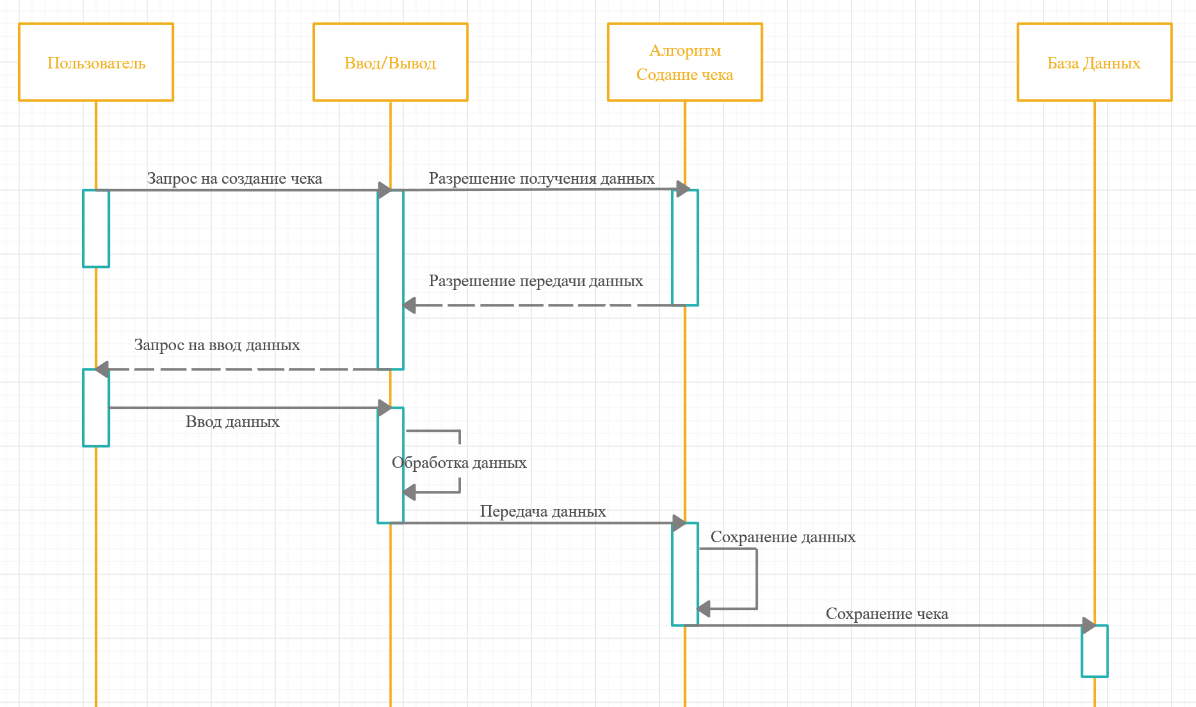 Пользователь
Ввод/Вывод
Алгоритм
Содание чека
База Данных
Запрос на создание чека
Разрешение получения данных
Разрешение передачи данных
Запрос на ввод данных
Ввод данных
Обработка данных
Передача данных
Сохранение данных
Сохранение чека